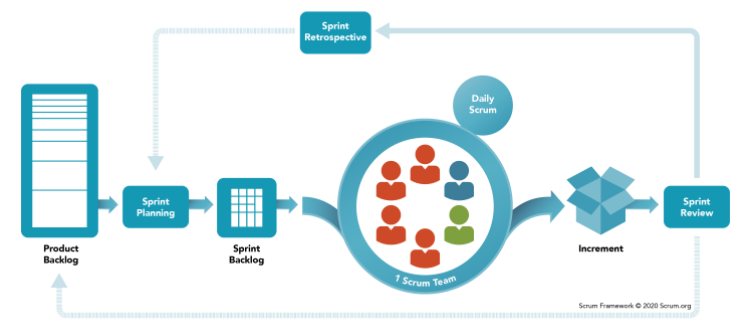 Sprint
Retrospective
Daily
Scrum
Sprint
Planning
Sprint
Review
Product
Backlog
Sprint
Backlog
1 Scrum Team
Increment
Scrum Framework © 2020 Scrum.org